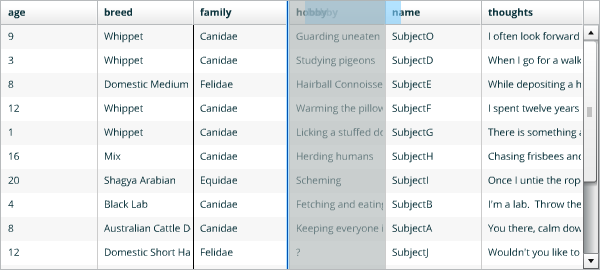 age breed family hobby name thoughts
9 Whippet Canidae Guarding uneaten SubjectO I often look forward
3 Whippet Canidae Studying pigeons SubjectD When I go for a walk
8 Domestic Medium Felidae Hairball Connoisse SubjectE While depositing a h
12 Whippet Canidae Warming the pillow SubjectF I spent twelve years
1 Whippet Canidae Licking a stuffed do SubjectG There is something a
16 Mix Canidae Herding humans SubjectH Chasing frisbees and
20 Shagya Arabian Equidae Scheming SubjectI Once I untie the rop
4 Black Lab Canidae Fetching and eating SubjectB I'm a lab. Throw the
8 Australian Cattle D Canidae Keeping everyone i SubjectA You there, calm dow
12 Domestic Short Ha Felidae ? SubjectJ Wouldn't you like to